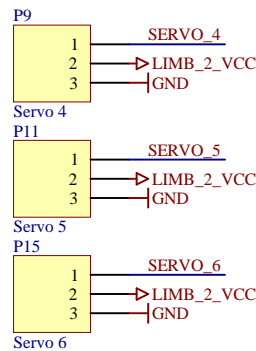 P9
1 SERVO_4
2 LIMB_2_VCC
3 GND
Servo 4
P11
1 SERVO_5
2 LIMB_2_VCC
3 GND
Servo 5
P15
1 SERVO_6
2 LIMB_2_VCC
3 GND
Servo 6